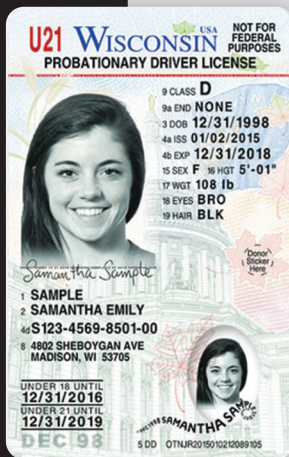 U21 WISCONSIN USA
NOT FOR
FEDERAL
PURPOSES
PROBATIONARY DRIVER LICENSE
9 CLASS D
9a END NONE
3 DOB 12/31/1998
4a ISS 01/02/2015
4b EXP 12/31/2018
15 SEX F 16 HGT 5'-01"
17 WGT 108 lb
18 EYES BRO
19 HAIR BLK
Donor
Sticker
Here
Samantha Sample
1 SAMPLE
2 SAMANTHA EMILY
4d S123-4569-8501-00
8 4802 SHEBOYGAN AVE
MADISON, WI 53705
UNDER 18 UNTIL
12/31/2016
UNDER 21 UNTIL
12/31/2019
DEC 98
DEC1998 SAMANTHA SAMPLE
5 DD OTNJR2015010212089105